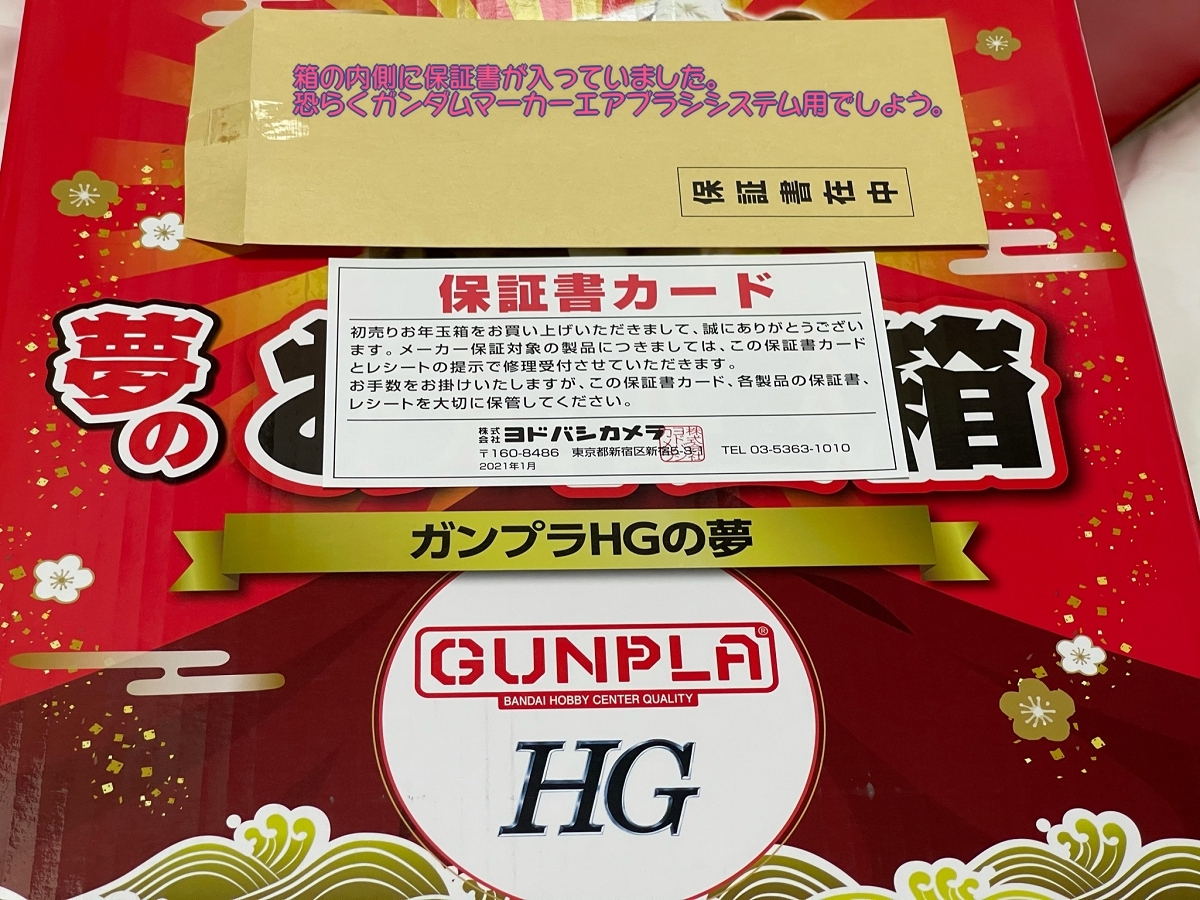 箱の内側に保証書が入っていました。
恐らくガンダムマーカーエアブラシシステム用でしょう。
保証書在中
保証書カード
初売りお年玉箱をお買い上げいただきまして、誠にありがとうござい
ます。メーカー保証対象の製品につきましては、この保証書カード
とレシートの提示で修理受付させていただきます。
お手数をお掛けいたしますが、この保証書カード、各製品の保証書、
レシートを大切に保管してください。
株式会社ヨドバシカメラ
〒160-8486 東京都新宿区新宿5-3-1 TEL 03-5363-1010
2021年1月
夢の
箱
ガンプラHGの夢
GUNPLA®
BANDAI HOBBY CENTER QUALITY
HG